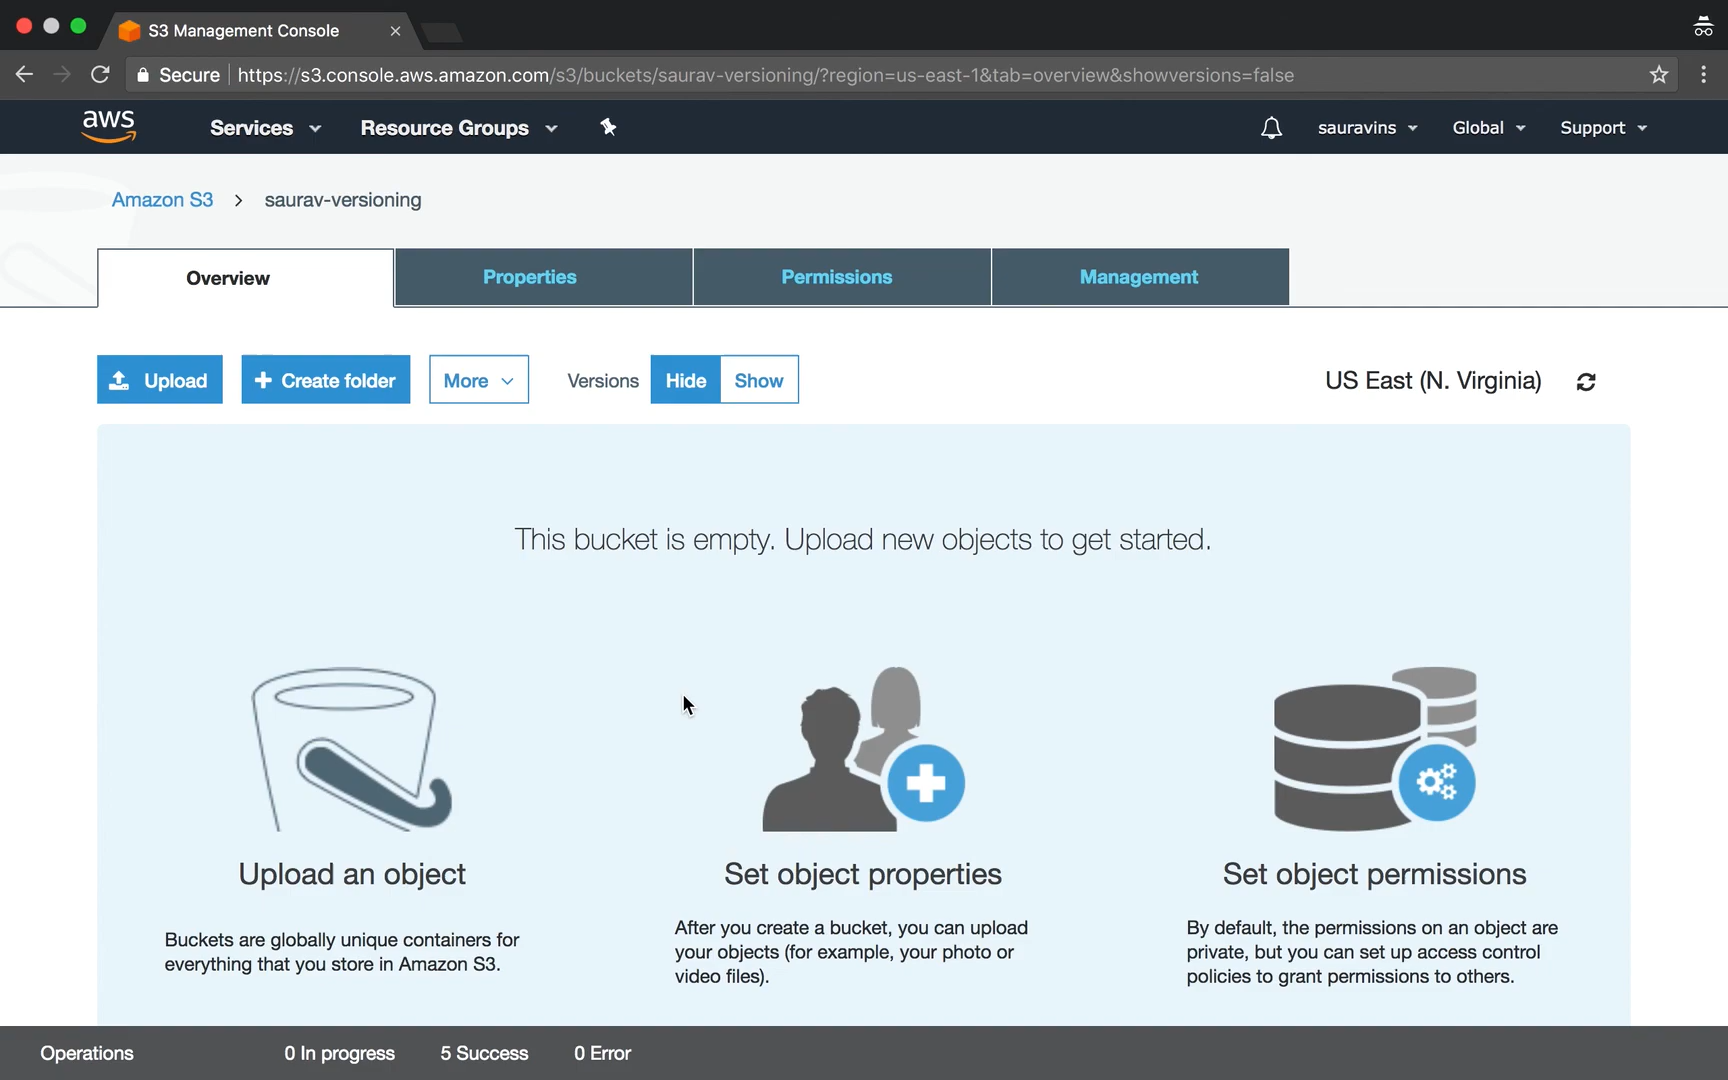 S3 Management Console
Secure https://s3.console.aws.amazon.com/s3/buckets/saurav-versioning/?region=us-east-1&tab=overview&showversions=false
aws Services Resource Groups sauravins Global Support
Amazon S3 > saurav-versioning
Overview Properties Permissions Management
Upload + Create folder More Versions Hide Show US East (N. Virginia)
This bucket is empty. Upload new objects to get started.
Upload an object
Buckets are globally unique containers for
everything that you store in Amazon S3.
Set object properties
After you create a bucket, you can upload
your objects (for example, your photo or
video files).
Set object permissions
By default, the permissions on an object are
private, but you can set up access control
policies to grant permissions to others.
Operations 0 In progress 5 Success 0 Error